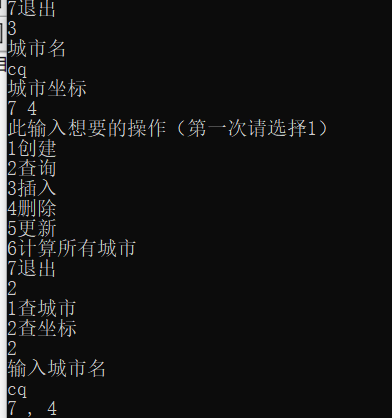 7退出
3
城市名
cq
城市坐标
7 4
此输入想要的操作（第一次请选择1）
1创建
2查询
3插入
4删除
5更新
6计算所有城市
7退出
2
1查城市
2查坐标
2
输入城市名
cq
7 , 4